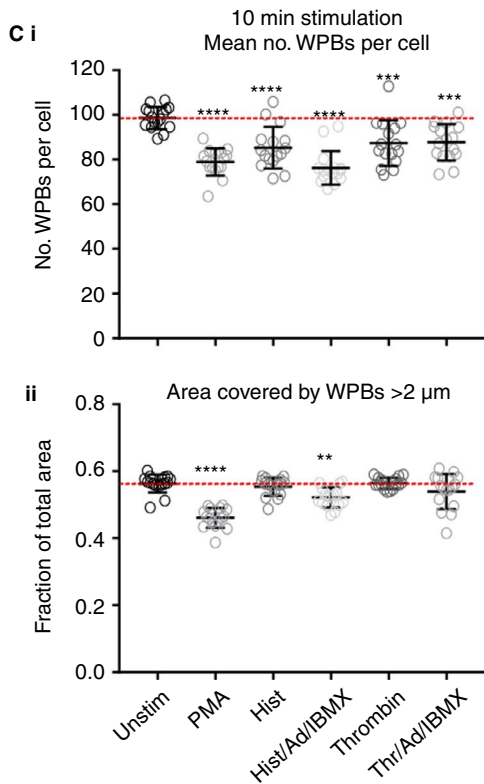 C i
10 min stimulation
Mean no. WPBs per cell
No. WPBs per cell
120
100
80
60
40
20
0
****
****
****
***
***
ii
Area covered by WPBs >2 µm
Fraction of total area
0.8
0.6
0.4
0.2
0.0
****
**
Unstim
PMA
Hist
Hist/Ad/IBMX
Thrombin
Thr/Ad/IBMX